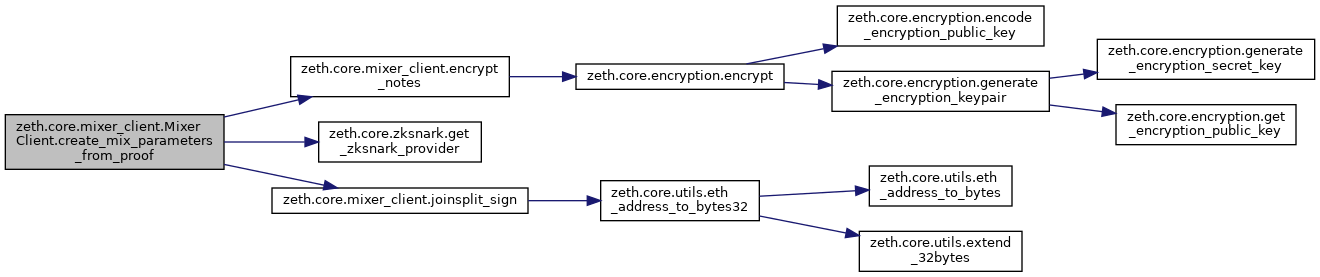 zeth.core.mixer_client.Mixer
Client.create_mix_parameters
_from_proof
zeth.core.mixer_client.encrypt
_notes
zeth.core.zksnark.get
_zksnark_provider
zeth.core.mixer_client.joinsplit_sign
zeth.core.encryption.encrypt
zeth.core.utils.eth
_address_to_bytes32
zeth.core.encryption.encode
_encryption_public_key
zeth.core.encryption.generate
_encryption_keypair
zeth.core.utils.eth
_address_to_bytes
zeth.core.utils.extend
_32bytes
zeth.core.encryption.generate
_encryption_secret_key
zeth.core.encryption.get
_encryption_public_key